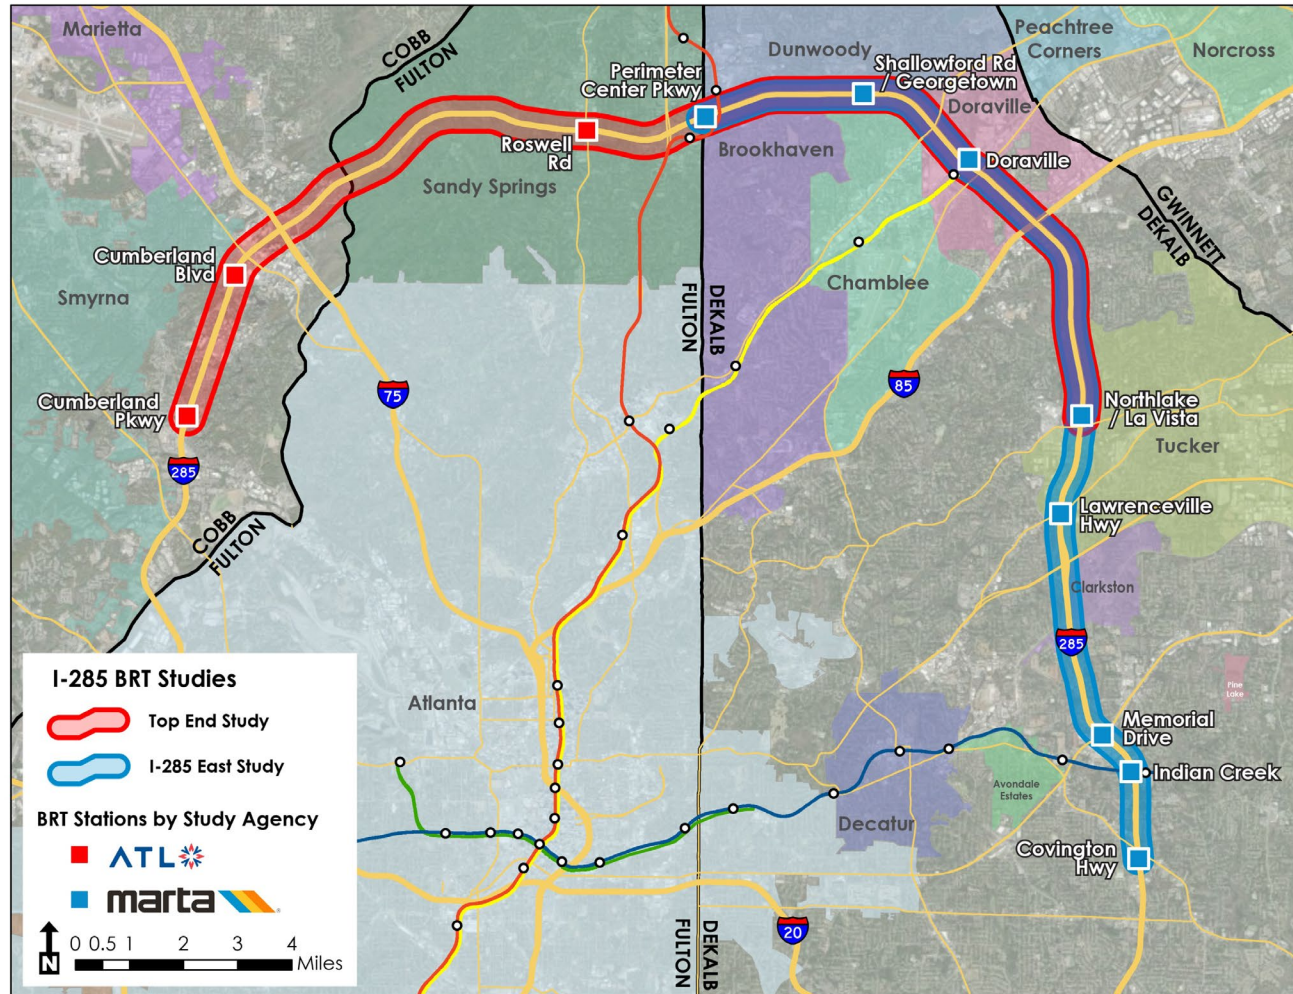 Marietta
COBB
FULTON
Dunwoody
Peachtree
Corners
Norcross
Perimeter
Center Pkwy
Shallowford Rd
/ Georgetown
Doraville
Roswell
Rd
Brookhaven
Doraville
Sandy Springs
GWINNETT
DEKALB
Cumberland
Blvd
Smyrna
Chamblee
FULTON
DEKALB
75
85
Cumberland
Pkwy
Northlake
/ La Vista
Tucker
285
Lawrenceville
Hwy
COBB
FULTON
Clarkston
285
I-285 BRT Studies
Top End Study
I-285 East Study
BRT Stations by Study Agency
ATL
marta
N
0 0.5 1 2 3 4
Miles
Atlanta
Pine
Lake
Memorial
Drive
Indian Creek
Avondale
Estates
Decatur
Covington
Hwy
20
FULTON
DEKALB